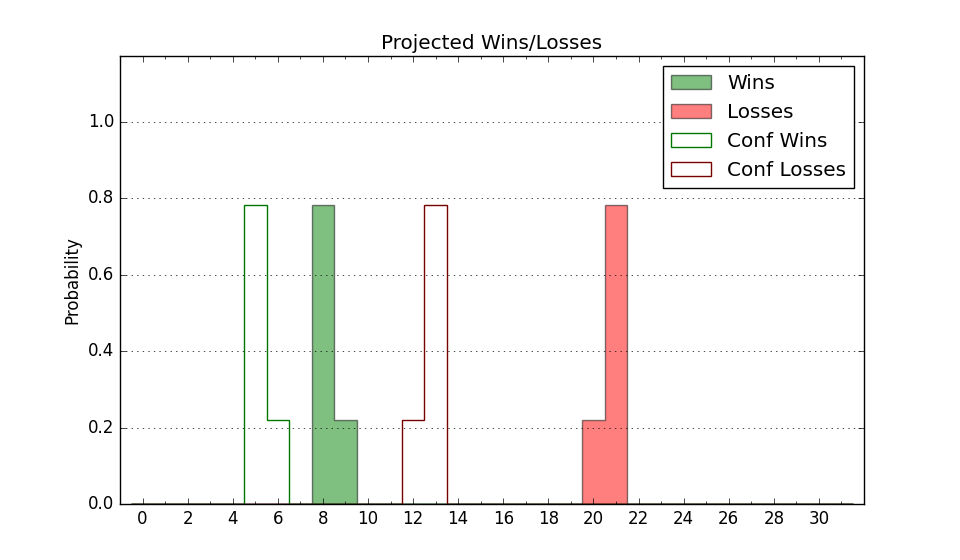 Projected Wins/Losses
Wins
Losses
Conf Wins
Conf Losses
Probability
1.0
0.8
0.6
0.4
0.2
0.0
0 2 4 6 8 10 12 14 16 18 20 22 24 26 28 30